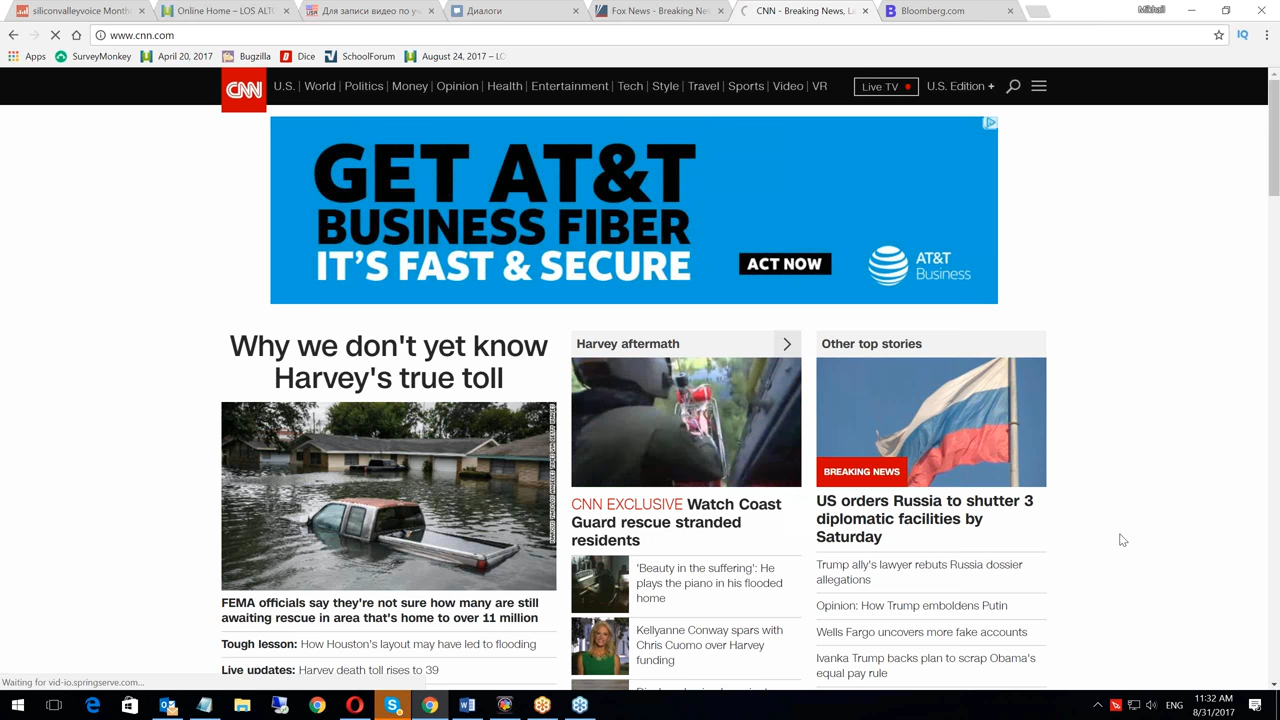 siliconvalleyvoice Month
Online Home – LOS ALTO
Для записи видео по уч
Диалоги
Fox News - Breaking Ne
CNN - Breaking News, La
Bloomberg.com
Mikhail
www.cnn.com
Apps
SurveyMonkey
April 20, 2017
Bugzilla
Dice
SchoolForum
August 24, 2017 – LO
CNN
U.S. | World | Politics | Money | Opinion | Health | Entertainment | Tech | Style | Travel | Sports | Video | VR
Live TV
U.S. Edition +
GET AT&T
BUSINESS FIBER
IT'S FAST & SECURE
ACT NOW
AT&T
Business
Why we don't yet know
Harvey's true toll
FEMA officials say they're not sure how many are still
awaiting rescue in area that's home to over 11 million
Tough lesson: How Houston's layout may have led to flooding
Live updates: Harvey death toll rises to 39
Harvey aftermath
CNN EXCLUSIVE Watch Coast
Guard rescue stranded
residents
'Beauty in the suffering': He
plays the piano in his flooded
home
Kellyanne Conway spars with
Chris Cuomo over Harvey
funding
Other top stories
BREAKING NEWS
US orders Russia to shutter 3
diplomatic facilities by
Saturday
Trump ally's lawyer rebuts Russia dossier
allegations
Opinion: How Trump emboldens Putin
Wells Fargo uncovers more fake accounts
Ivanka Trump backs plan to scrap Obama's
equal pay rule
Waiting for vid-io.springserve.com...
ENG
11:32 AM
8/31/2017